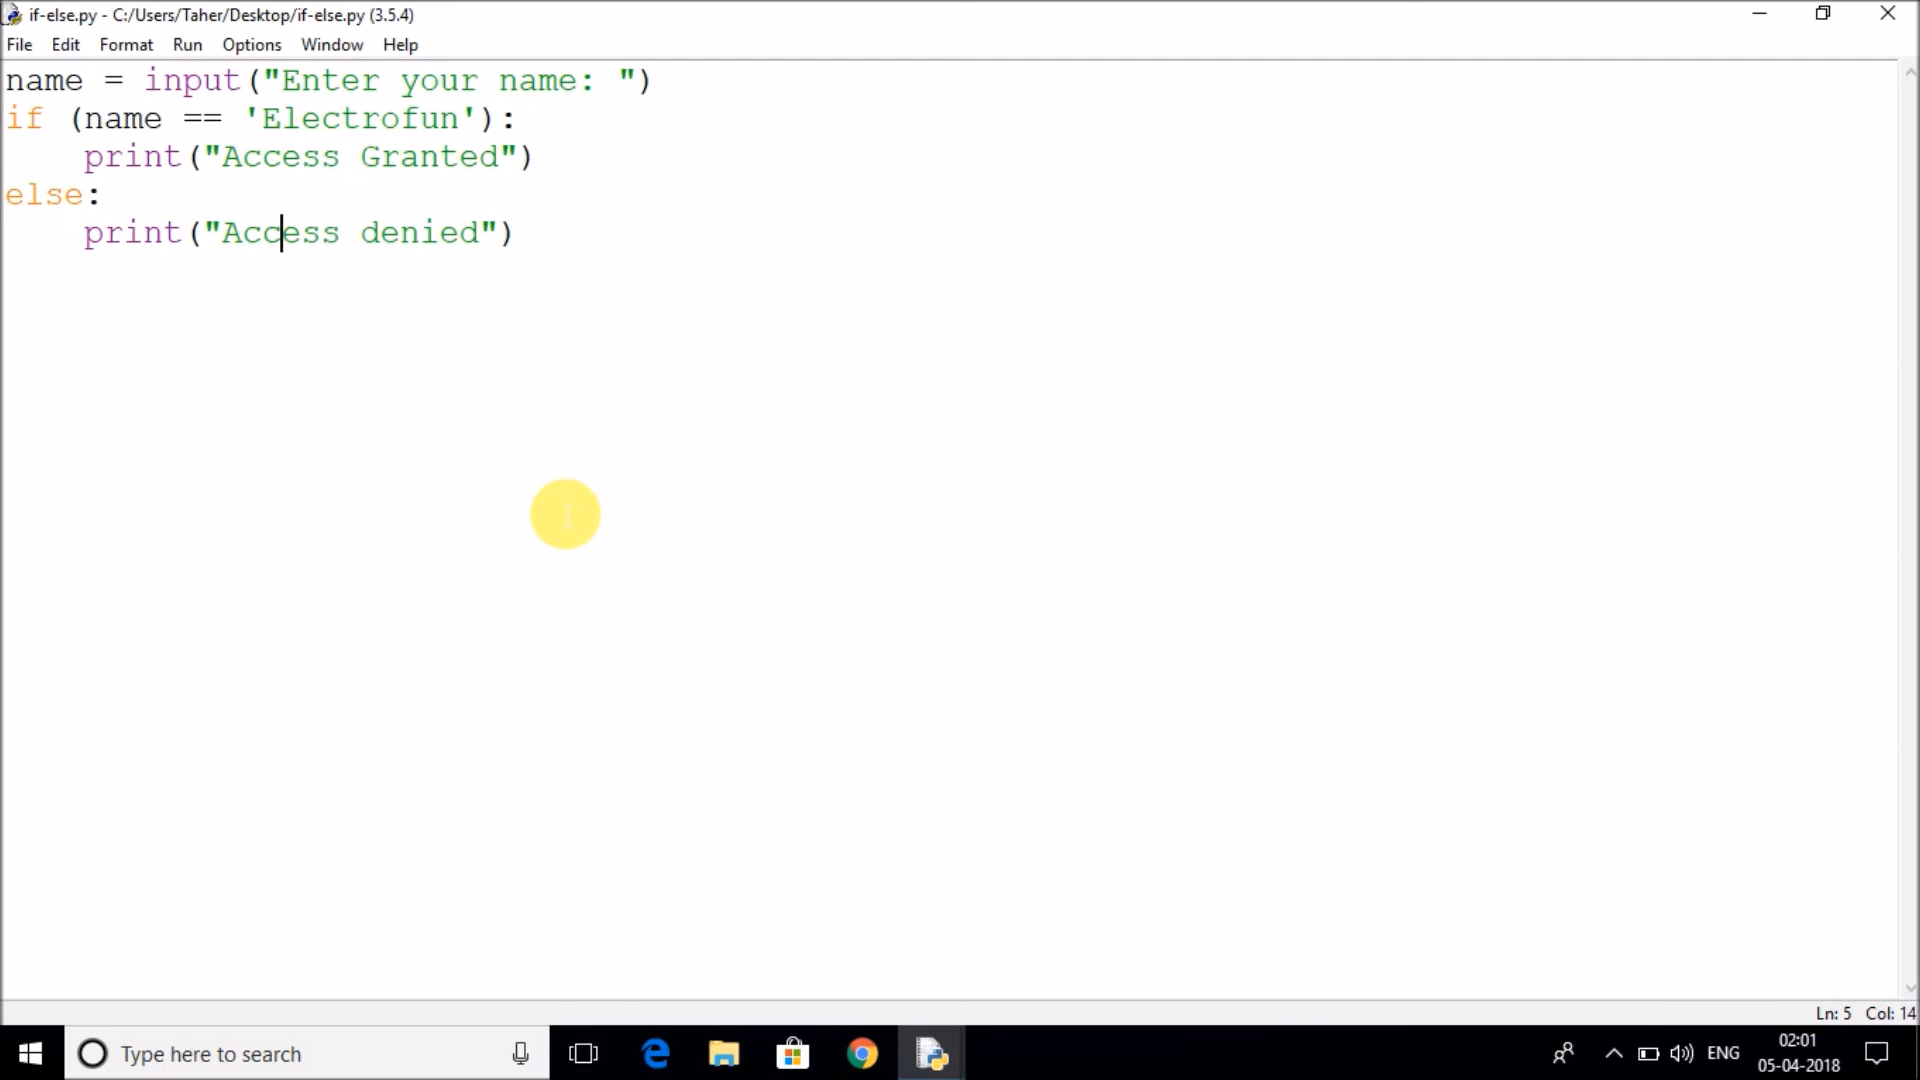 if-else.py - C:/Users/Taher/Desktop/if-else.py (3.5.4)
File Edit Format Run Options Window Help
name = input("Enter your name: ")
if (name == 'Electrofun'):
    print("Access Granted")
else:
    print("Access denied")
Ln: 5 Col: 14
Type here to search
ENG
02:01
05-04-2018